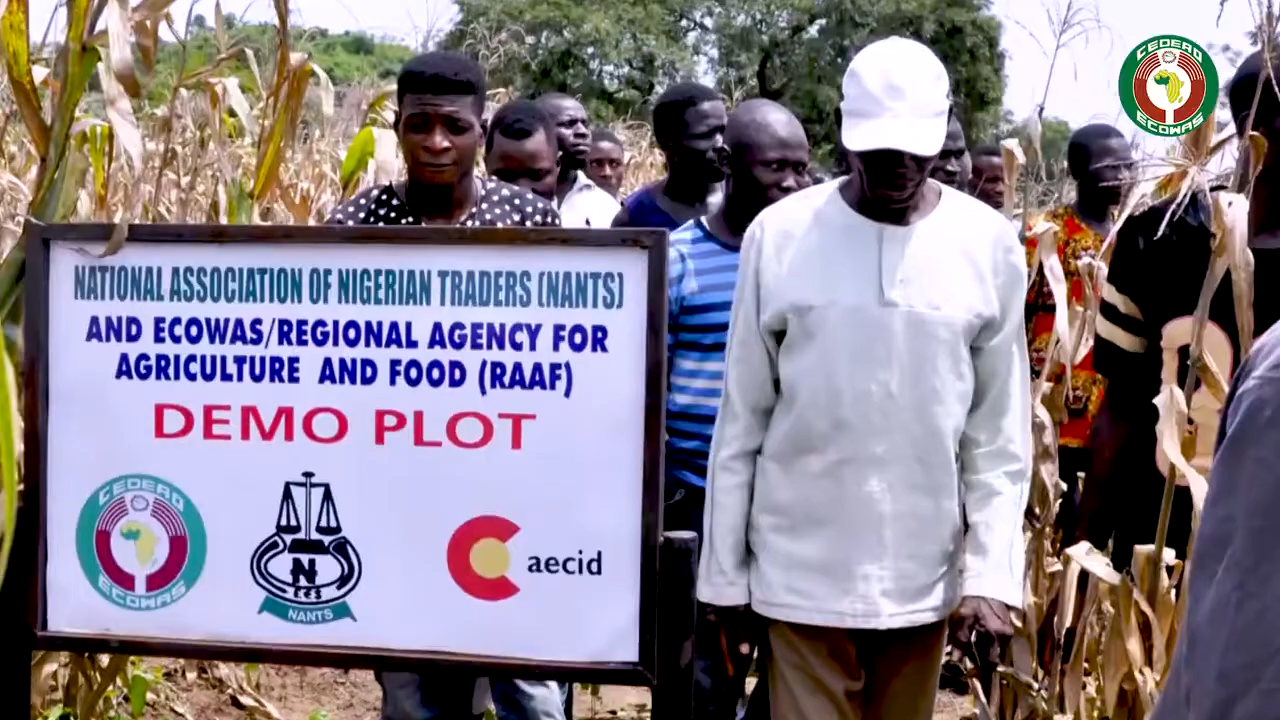 CEDEAO
ECOWAS
NATIONAL ASSOCIATION OF NIGERIAN TRADERS (NANTS)
AND ECOWAS/REGIONAL AGENCY FOR
AGRICULTURE AND FOOD (RAAF)
DEMO PLOT
CEDEAO
ECOWAS
N
NANTS
aecid